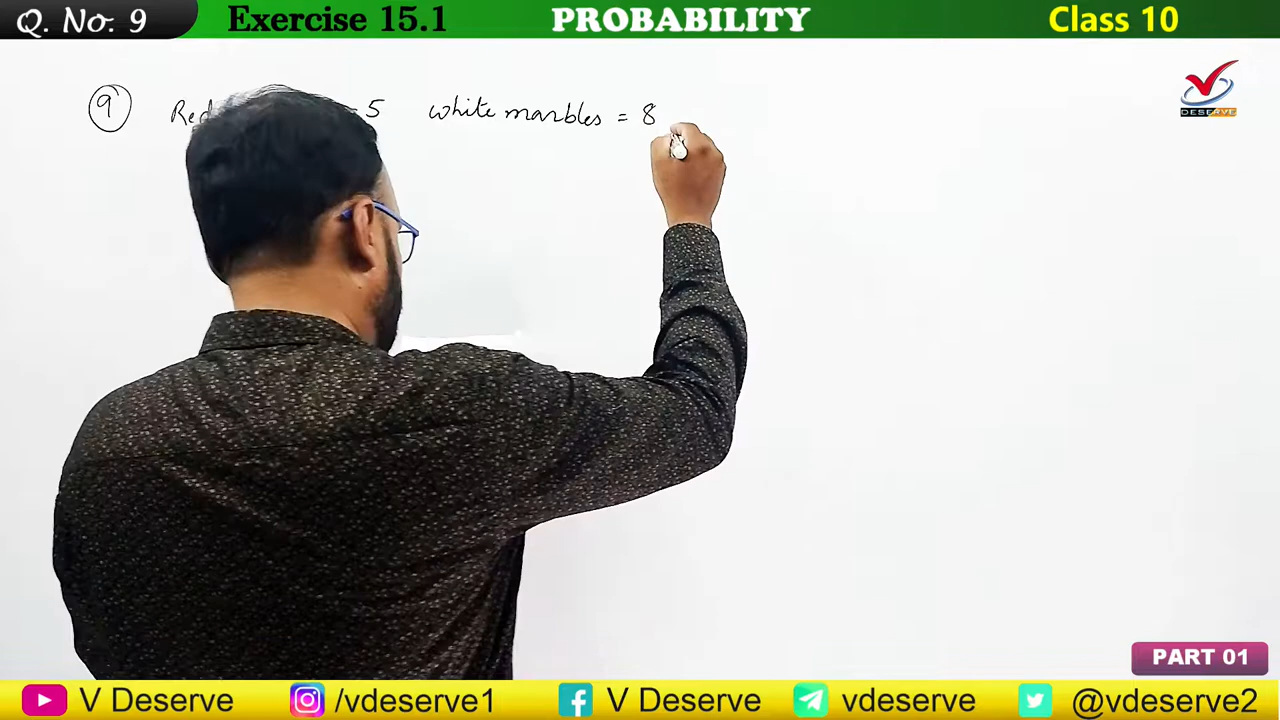 Q. No. 9 Exercise 15.1 PROBABILITY Class 10
DESERVE
9 Red = 5 white marbles = 8
PART 01
V Deserve /vdeserve1 V Deserve vdeserve @vdeserve2